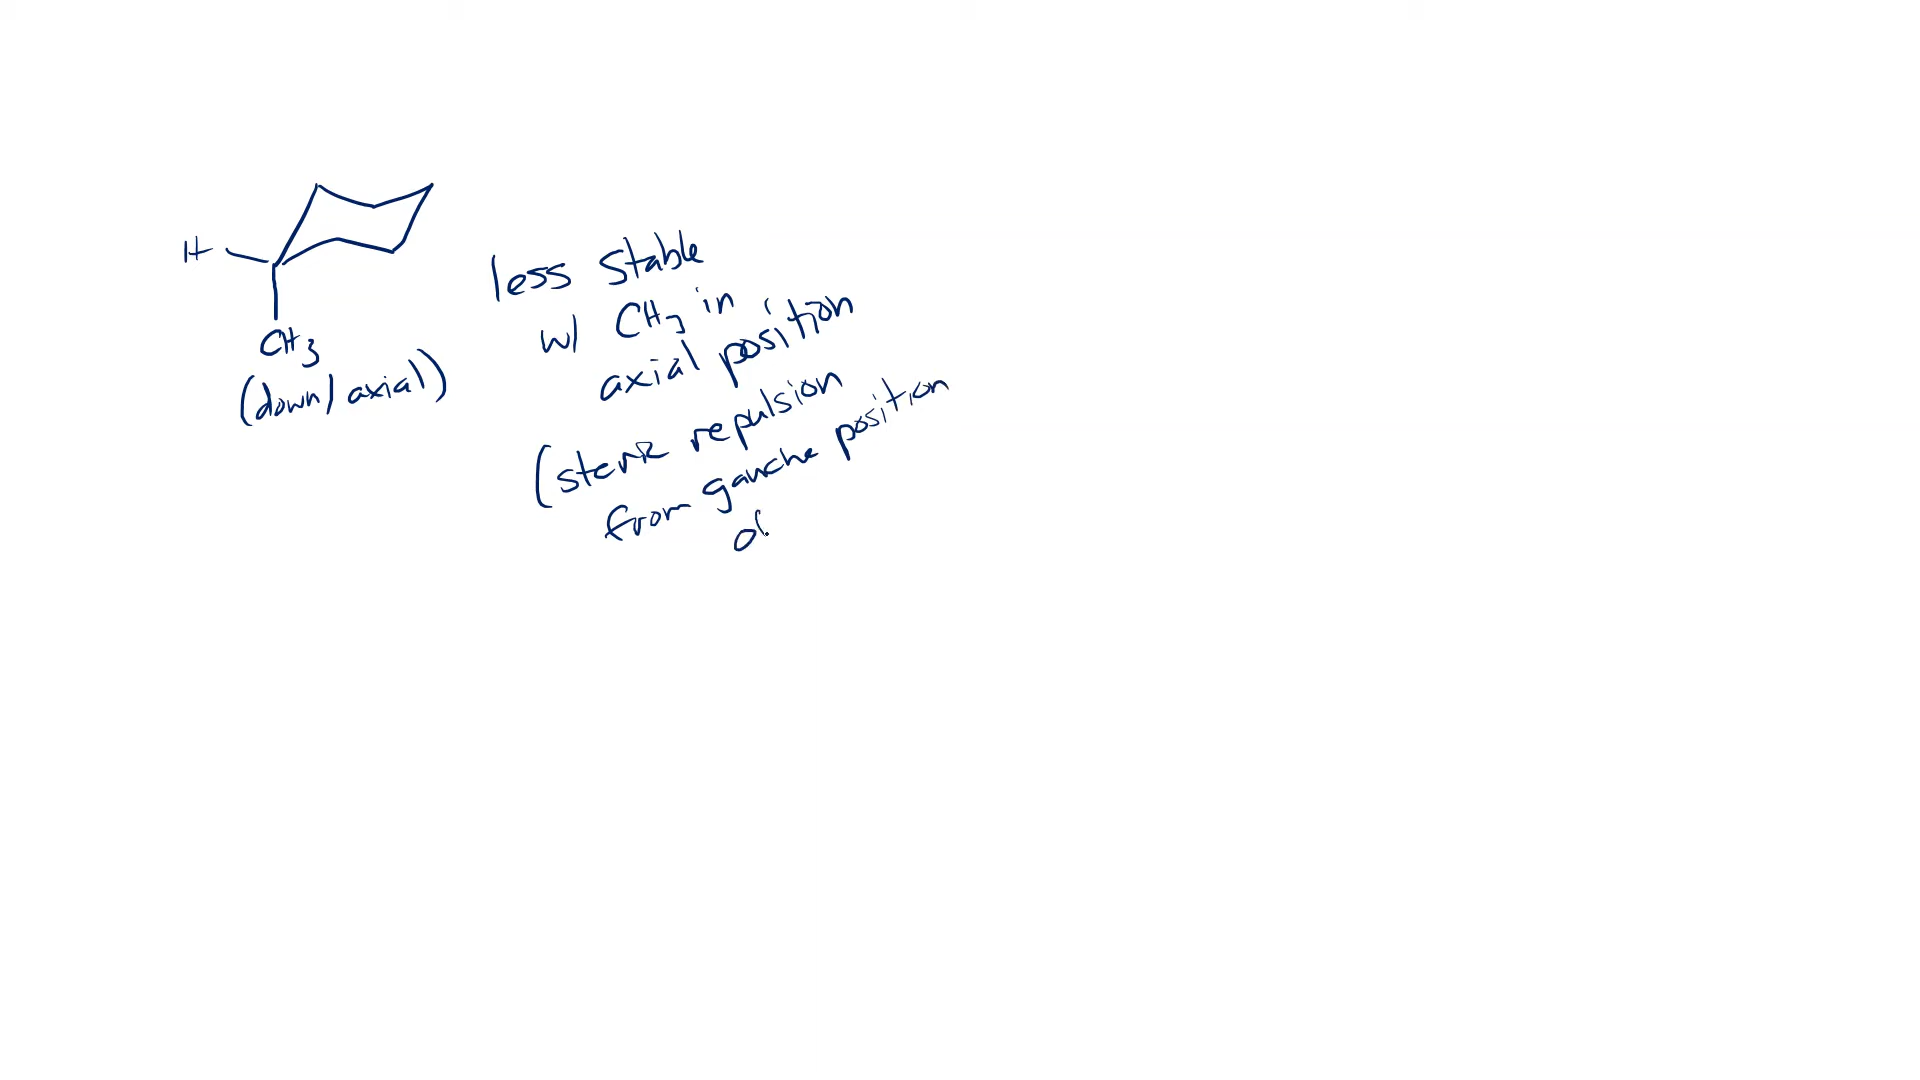 H
CH3
(down/axial)
less stable
w/ CH3 in
axial position
(steric repulsion
from gauche position
of